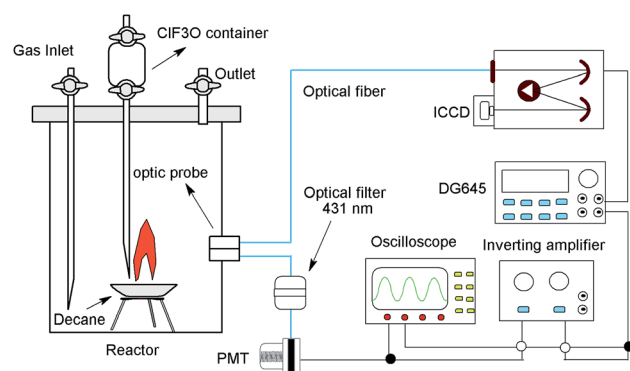 ClF3O container
Gas Inlet
Outlet
Optical fiber
ICCD
optic probe
Optical filter
431 nm
DG645
Oscilloscope
Inverting amplifier
Decane
Reactor
PMT